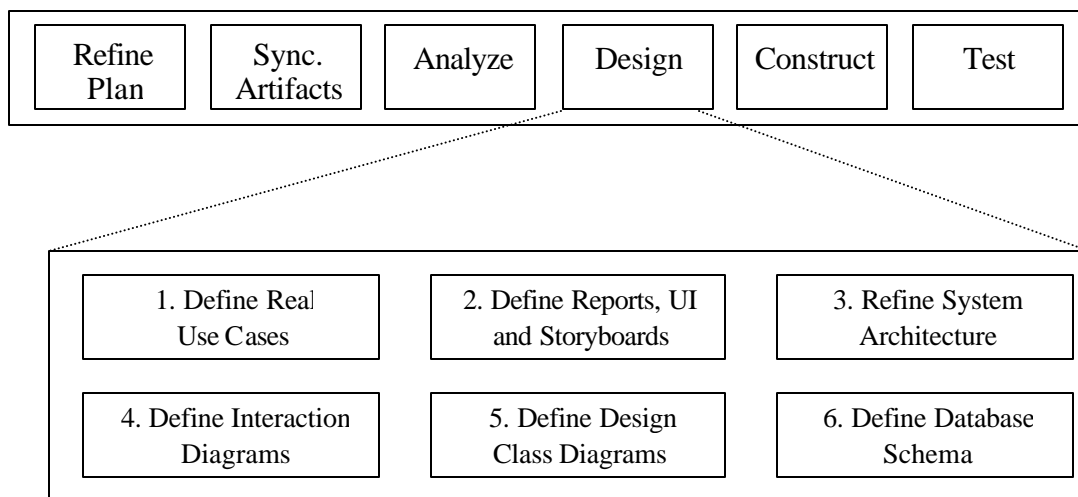 Refine
Plan
Sync.
Artifacts
Analyze
Design
Construct
Test
1. Define Real
Use Cases
2. Define Reports, UI
and Storyboards
3. Refine System
Architecture
4. Define Interaction
Diagrams
5. Define Design
Class Diagrams
6. Define Database
Schema